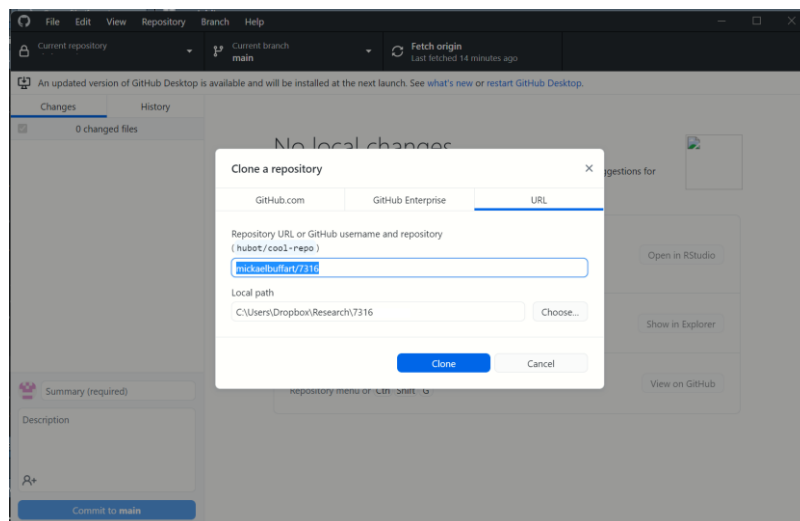 File Edit View Repository Branch Help
Current repository
Current branch
main
Fetch origin
Last fetched 14 minutes ago
An updated version of GitHub Desktop is available and will be installed at the next launch. See what's new or restart GitHub Desktop.
Changes History
0 changed files
No local changes
ggestions for
Clone a repository
GitHub.com GitHub Enterprise URL
Repository URL or GitHub username and repository
(hubot/cool-repo)
mickaelbuffart/7316
Local path
C:\Users\Dropbox\Research\7316
Choose...
Clone Cancel
Open in RStudio
Show in Explorer
Repository menu or Ctrl Shift G
View on GitHub
Summary (required)
Description
Commit to main